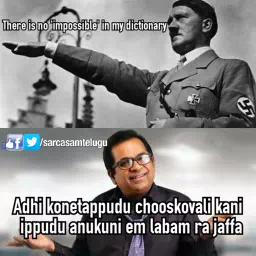 There is no 'impossible' in my dictionary
/sarcasamtelugu
Adhi konetappudu chooskovali kani
ippudu anukuni em labam ra jaffa